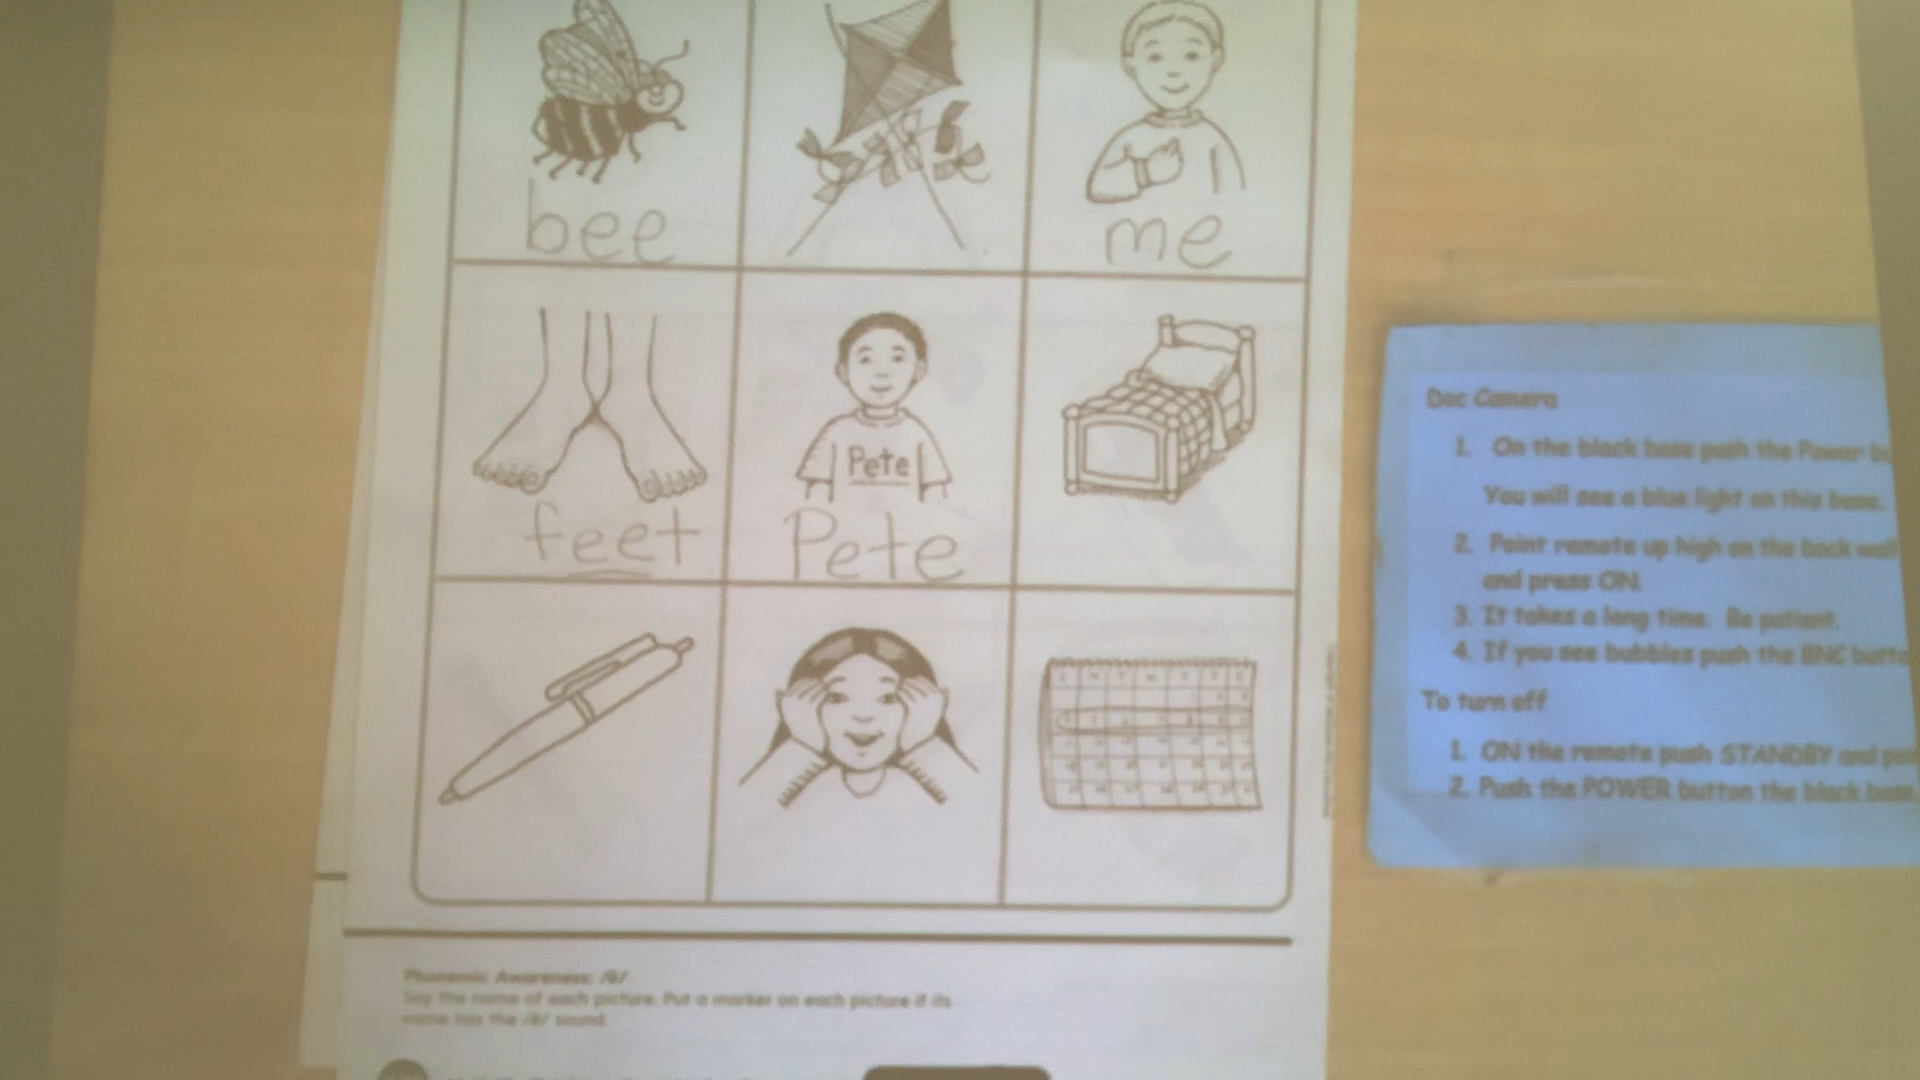 bee
me
Pete
feet
Pete
Phonemic Awareness: /ē/
Say the name of each picture. Put a marker on each picture if its
name has the /ē/ sound.
Doc Camera
1. On the black base push the Power
You will see a blue light on this base.
2. Point remote up high on the back
and press ON.
3. It takes a long time. Be patient.
4. If you see bubbles push the BNC
To turn off
1. ON the remote push STANDBY and
2. Push the POWER button the black base.